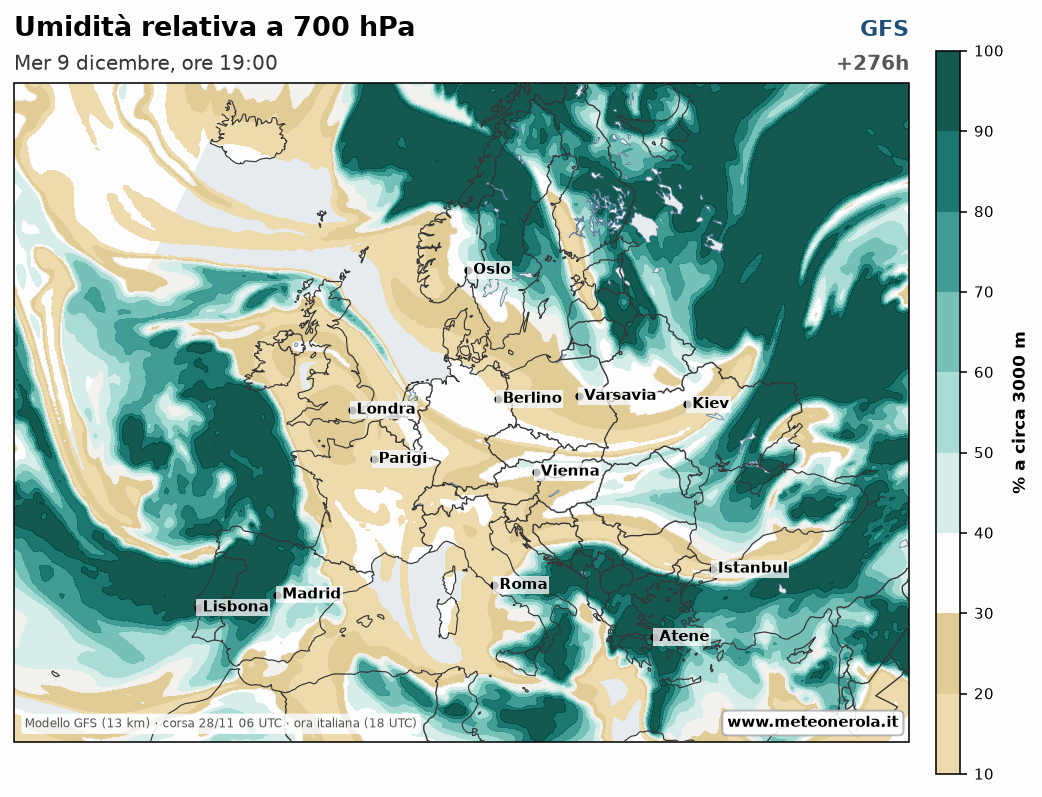 Umidità relativa a 700 hPa
GFS
Mer 9 dicembre, ore 19:00
+276h
100
90
80
70
60
50
40
30
20
10
% a circa 3000 m
Oslo
Berlino
Varsavia
Kiev
Londra
Parigi
Vienna
Istanbul
Roma
Madrid
Lisbona
Atene
Modello GFS (13 km) · corsa 28/11 06 UTC · ora italiana (18 UTC)
www.meteonerola.it